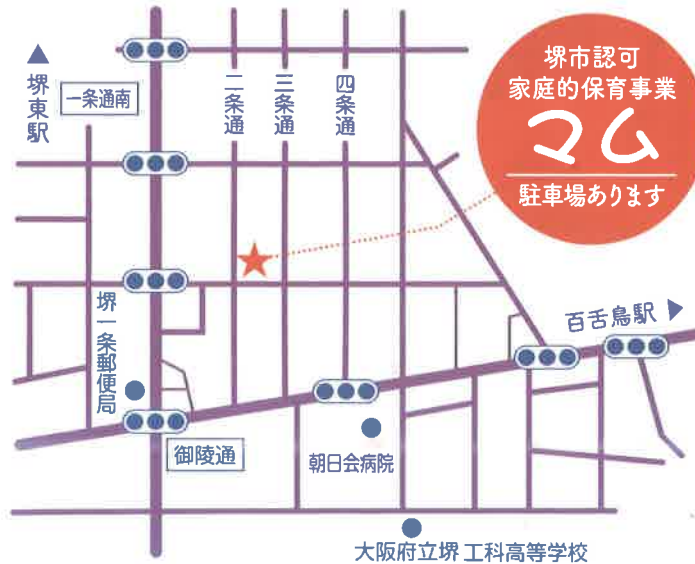 ▲
堺東駅
一条通南
二条通
三条通
四条通
堺市認可
家庭的保育事業
マム
駐車場あります
百舌鳥駅▶
堺一条郵便局
御陵通
朝日会病院
大阪府立堺工科高等学校